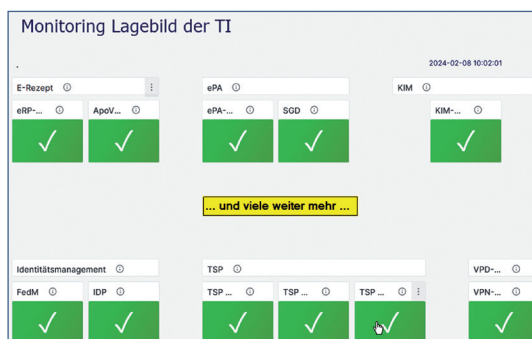 Monitoring Lagebild der TI
.
2024-02-08 10:02:01
E-Rezept ePA KIM
eRP-... ApoV... ePA-... SGD KIM-...
... und viele weiter mehr ...
Identitätsmanagement TSP VPD-...
FedM IDP TSP ... TSP ... TSP ... VPN-...